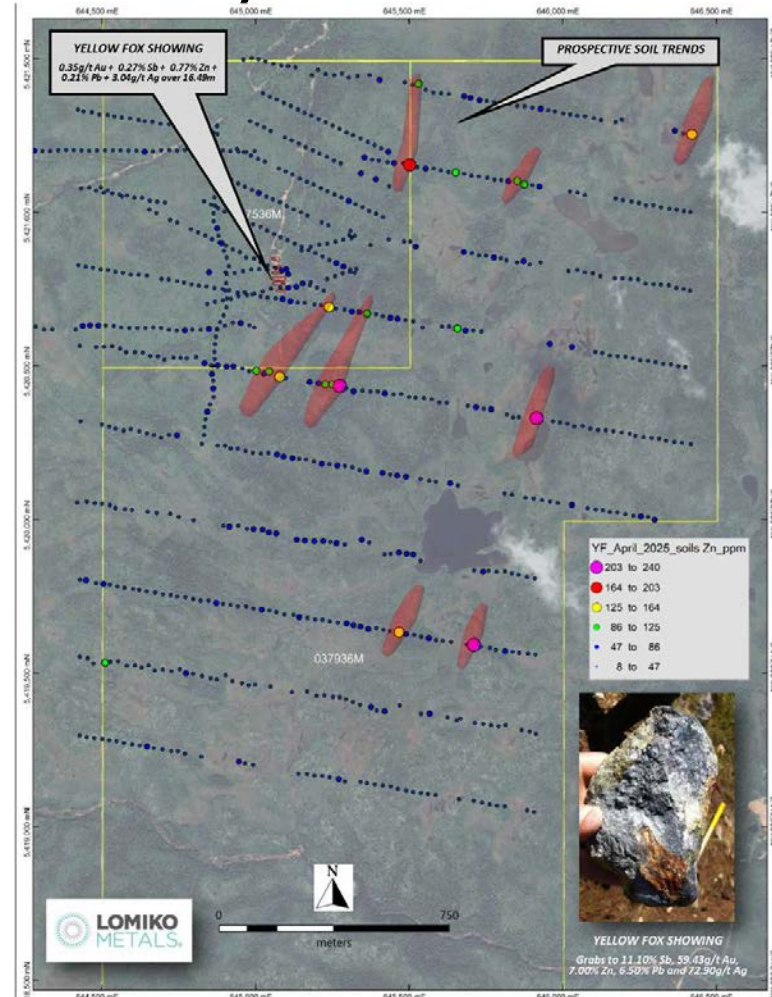 644,500 mE
645,000 mE
645,500 mE
646,000 mE
646,500 mE
YELLOW FOX SHOWING
0.35g/t Au + 0.27% Sb + 0.77% Zn +
0.21% Pb + 3.04g/t Ag over 16.49m
PROSPECTIVE SOIL TRENDS
7536M
5,420,500 mN
5,420,000 mN
YF_April_2025_soils Zn_ppm
203 to 240
164 to 203
125 to 164
86 to 125
47 to 86
8 to 47
037936M
5,419,500 mN
5,419,000 mN
N
0
750
meters
LOMIKO
METALS
YELLOW FOX SHOWING
Grabs to 11.10% Sb, 59.43g/t Au,
7.00% Zn, 6.50% Pb and 72.90g/t Ag